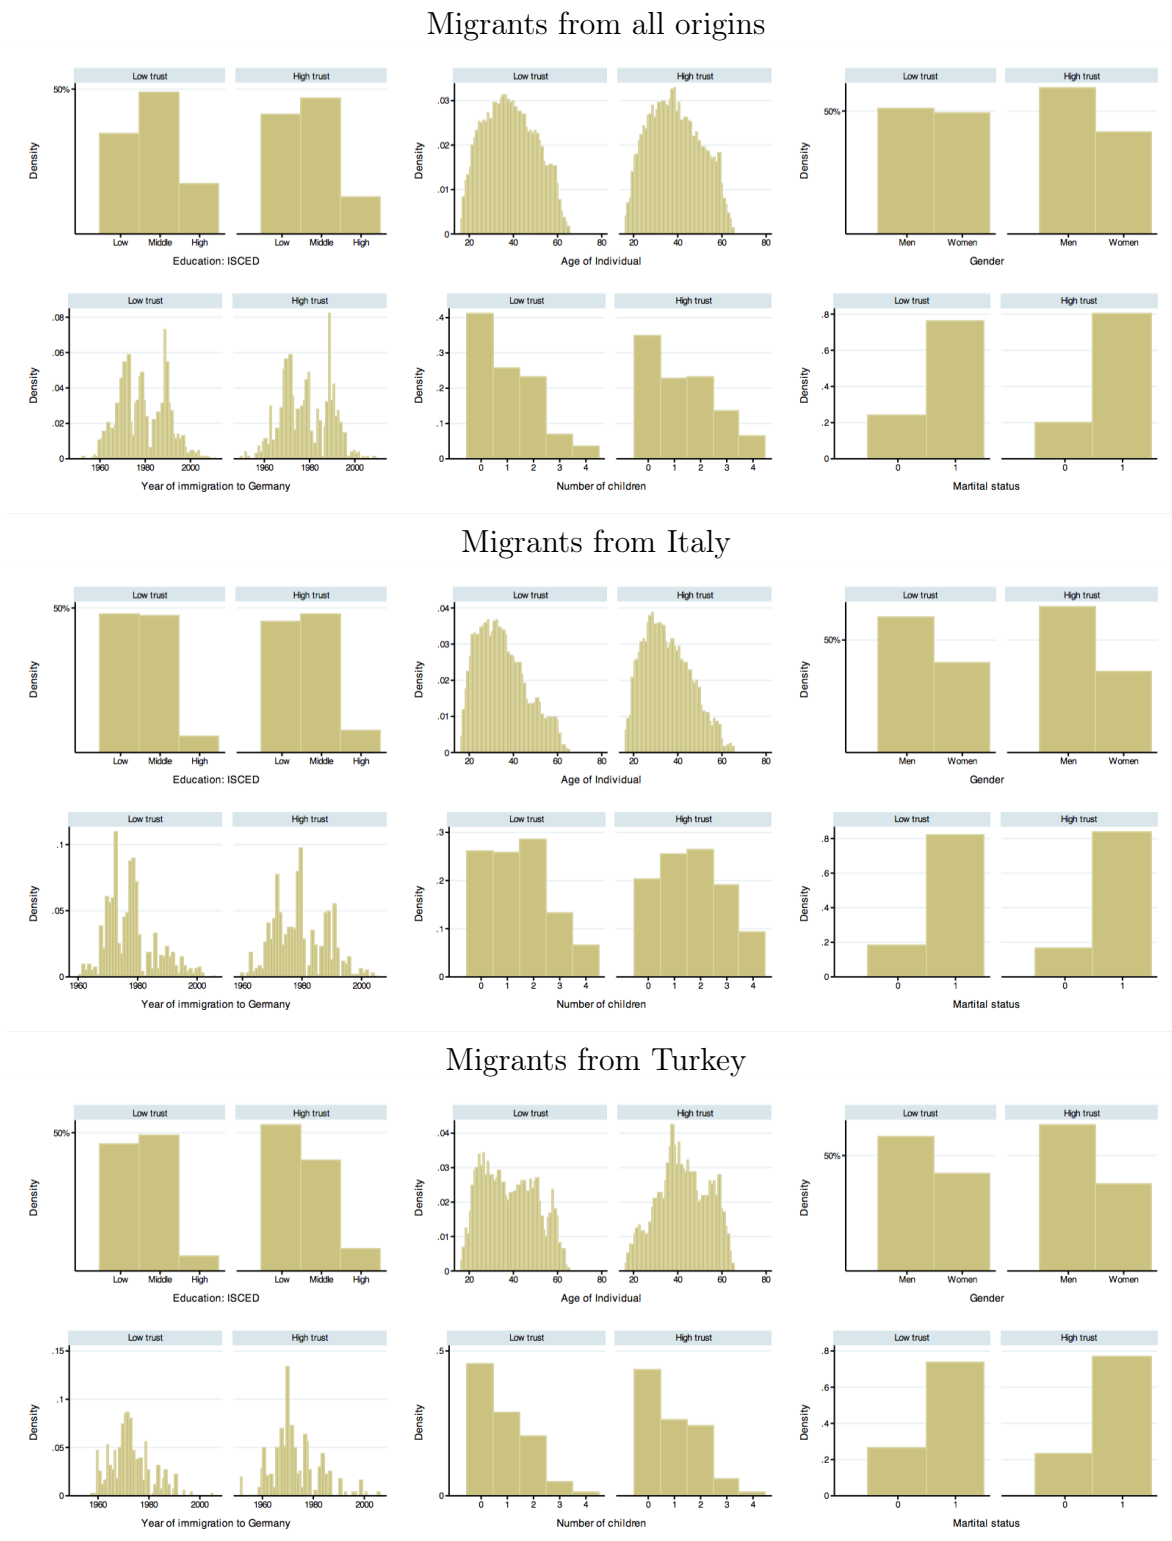 Migrants from all origins
Low trust High trust
50%
Density
Low Middle High Low Middle High
Education: ISCED
Low trust High trust
.03
.02
.01
0
Density
20 40 60 80 20 40 60 80
Age of Individual
Low trust High trust
50%
Density
Men Women Men Women
Gender
Low trust High trust
.08
.06
.04
.02
0
Density
1960 1980 2000 1960 1980 2000
Year of immigration to Germany
Low trust High trust
.4
.3
.2
.1
0
Density
0 1 2 3 4 0 1 2 3 4
Number of children
Low trust High trust
.8
.6
.4
.2
0
Density
0 1 0 1
Martital status
Migrants from Italy
Low trust High trust
50%
Density
Low Middle High Low Middle High
Education: ISCED
Low trust High trust
.04
.03
.02
.01
0
Density
20 40 60 80 20 40 60 80
Age of Individual
Low trust High trust
50%
Density
Men Women Men Women
Gender
Low trust High trust
.1
.05
0
Density
1960 1980 2000 1960 1980 2000
Year of immigration to Germany
Low trust High trust
.3
.2
.1
0
Density
0 1 2 3 4 0 1 2 3 4
Number of children
Low trust High trust
.8
.6
.4
.2
0
Density
0 1 0 1
Martital status
Migrants from Turkey
Low trust High trust
50%
Density
Low Middle High Low Middle High
Education: ISCED
Low trust High trust
.04
.03
.02
.01
0
Density
20 40 60 80 20 40 60 80
Age of Individual
Low trust High trust
50%
Density
Men Women Men Women
Gender
Low trust High trust
.15
.1
.05
0
Density
1960 1980 2000 1960 1980 2000
Year of immigration to Germany
Low trust High trust
.5
0
Density
0 1 2 3 4 0 1 2 3 4
Number of children
Low trust High trust
.8
.6
.4
.2
0
Density
0 1 0 1
Martital status